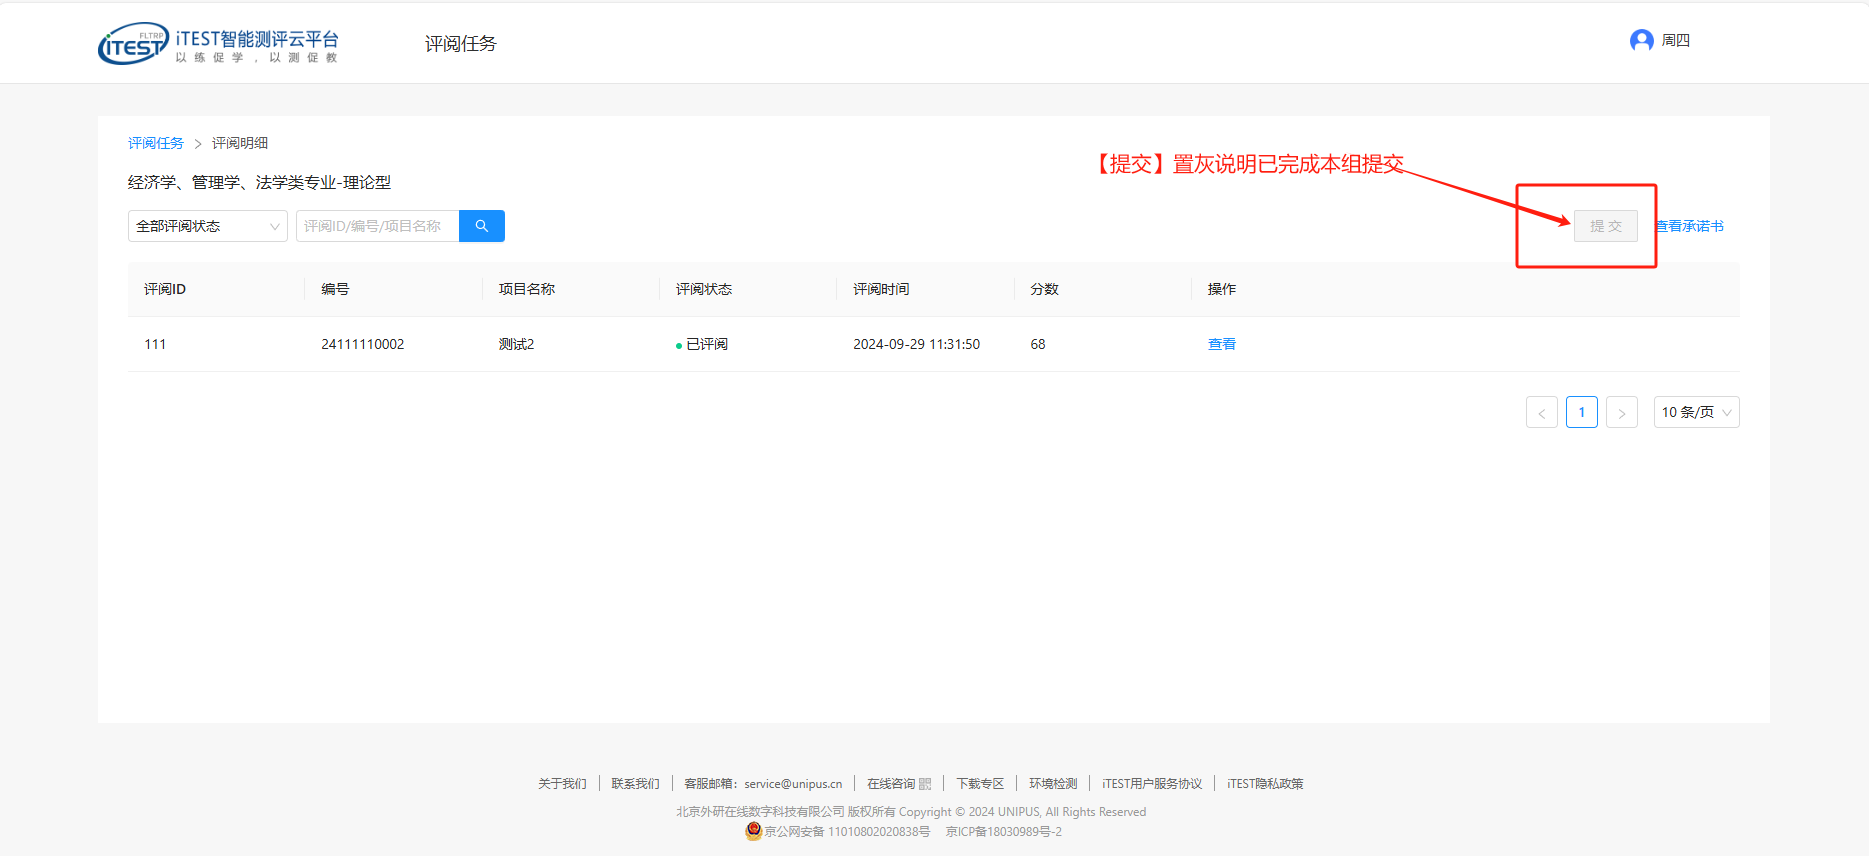 FLTRP
iTEST
iTEST智能测评云平台
以练促学，以测促教
评阅任务
周四
评阅任务 > 评阅明细
【提交】置灰说明已完成本组提交
经济学、管理学、法学类专业-理论型
全部评阅状态
评阅ID/编号/项目名称
提 交
查看承诺书
评阅ID 编号 项目名称 评阅状态 评阅时间 分数 操作
111 24111110002 测试2 已评阅 2024-09-29 11:31:50 68 查看
< 1 > 10 条/页
关于我们 联系我们 客服邮箱：service@unipus.cn 在线咨询 下载专区 环境检测 iTEST用户服务协议 iTEST隐私政策
北京外研在线数字科技有限公司 版权所有 Copyright © 2024 UNIPUS, All Rights Reserved
京公网安备 11010802020838号 京ICP备18030989号-2